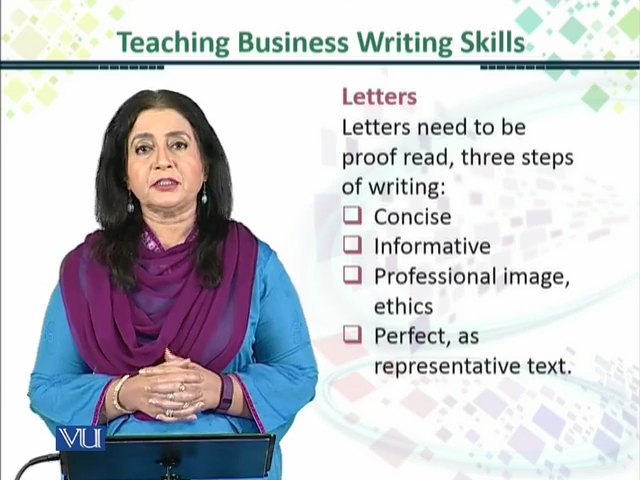 Teaching Business Writing Skills
Letters
Letters need to be
proof read, three steps
of writing:
Concise
Informative
Professional image,
ethics
Perfect, as
representative text.
VU